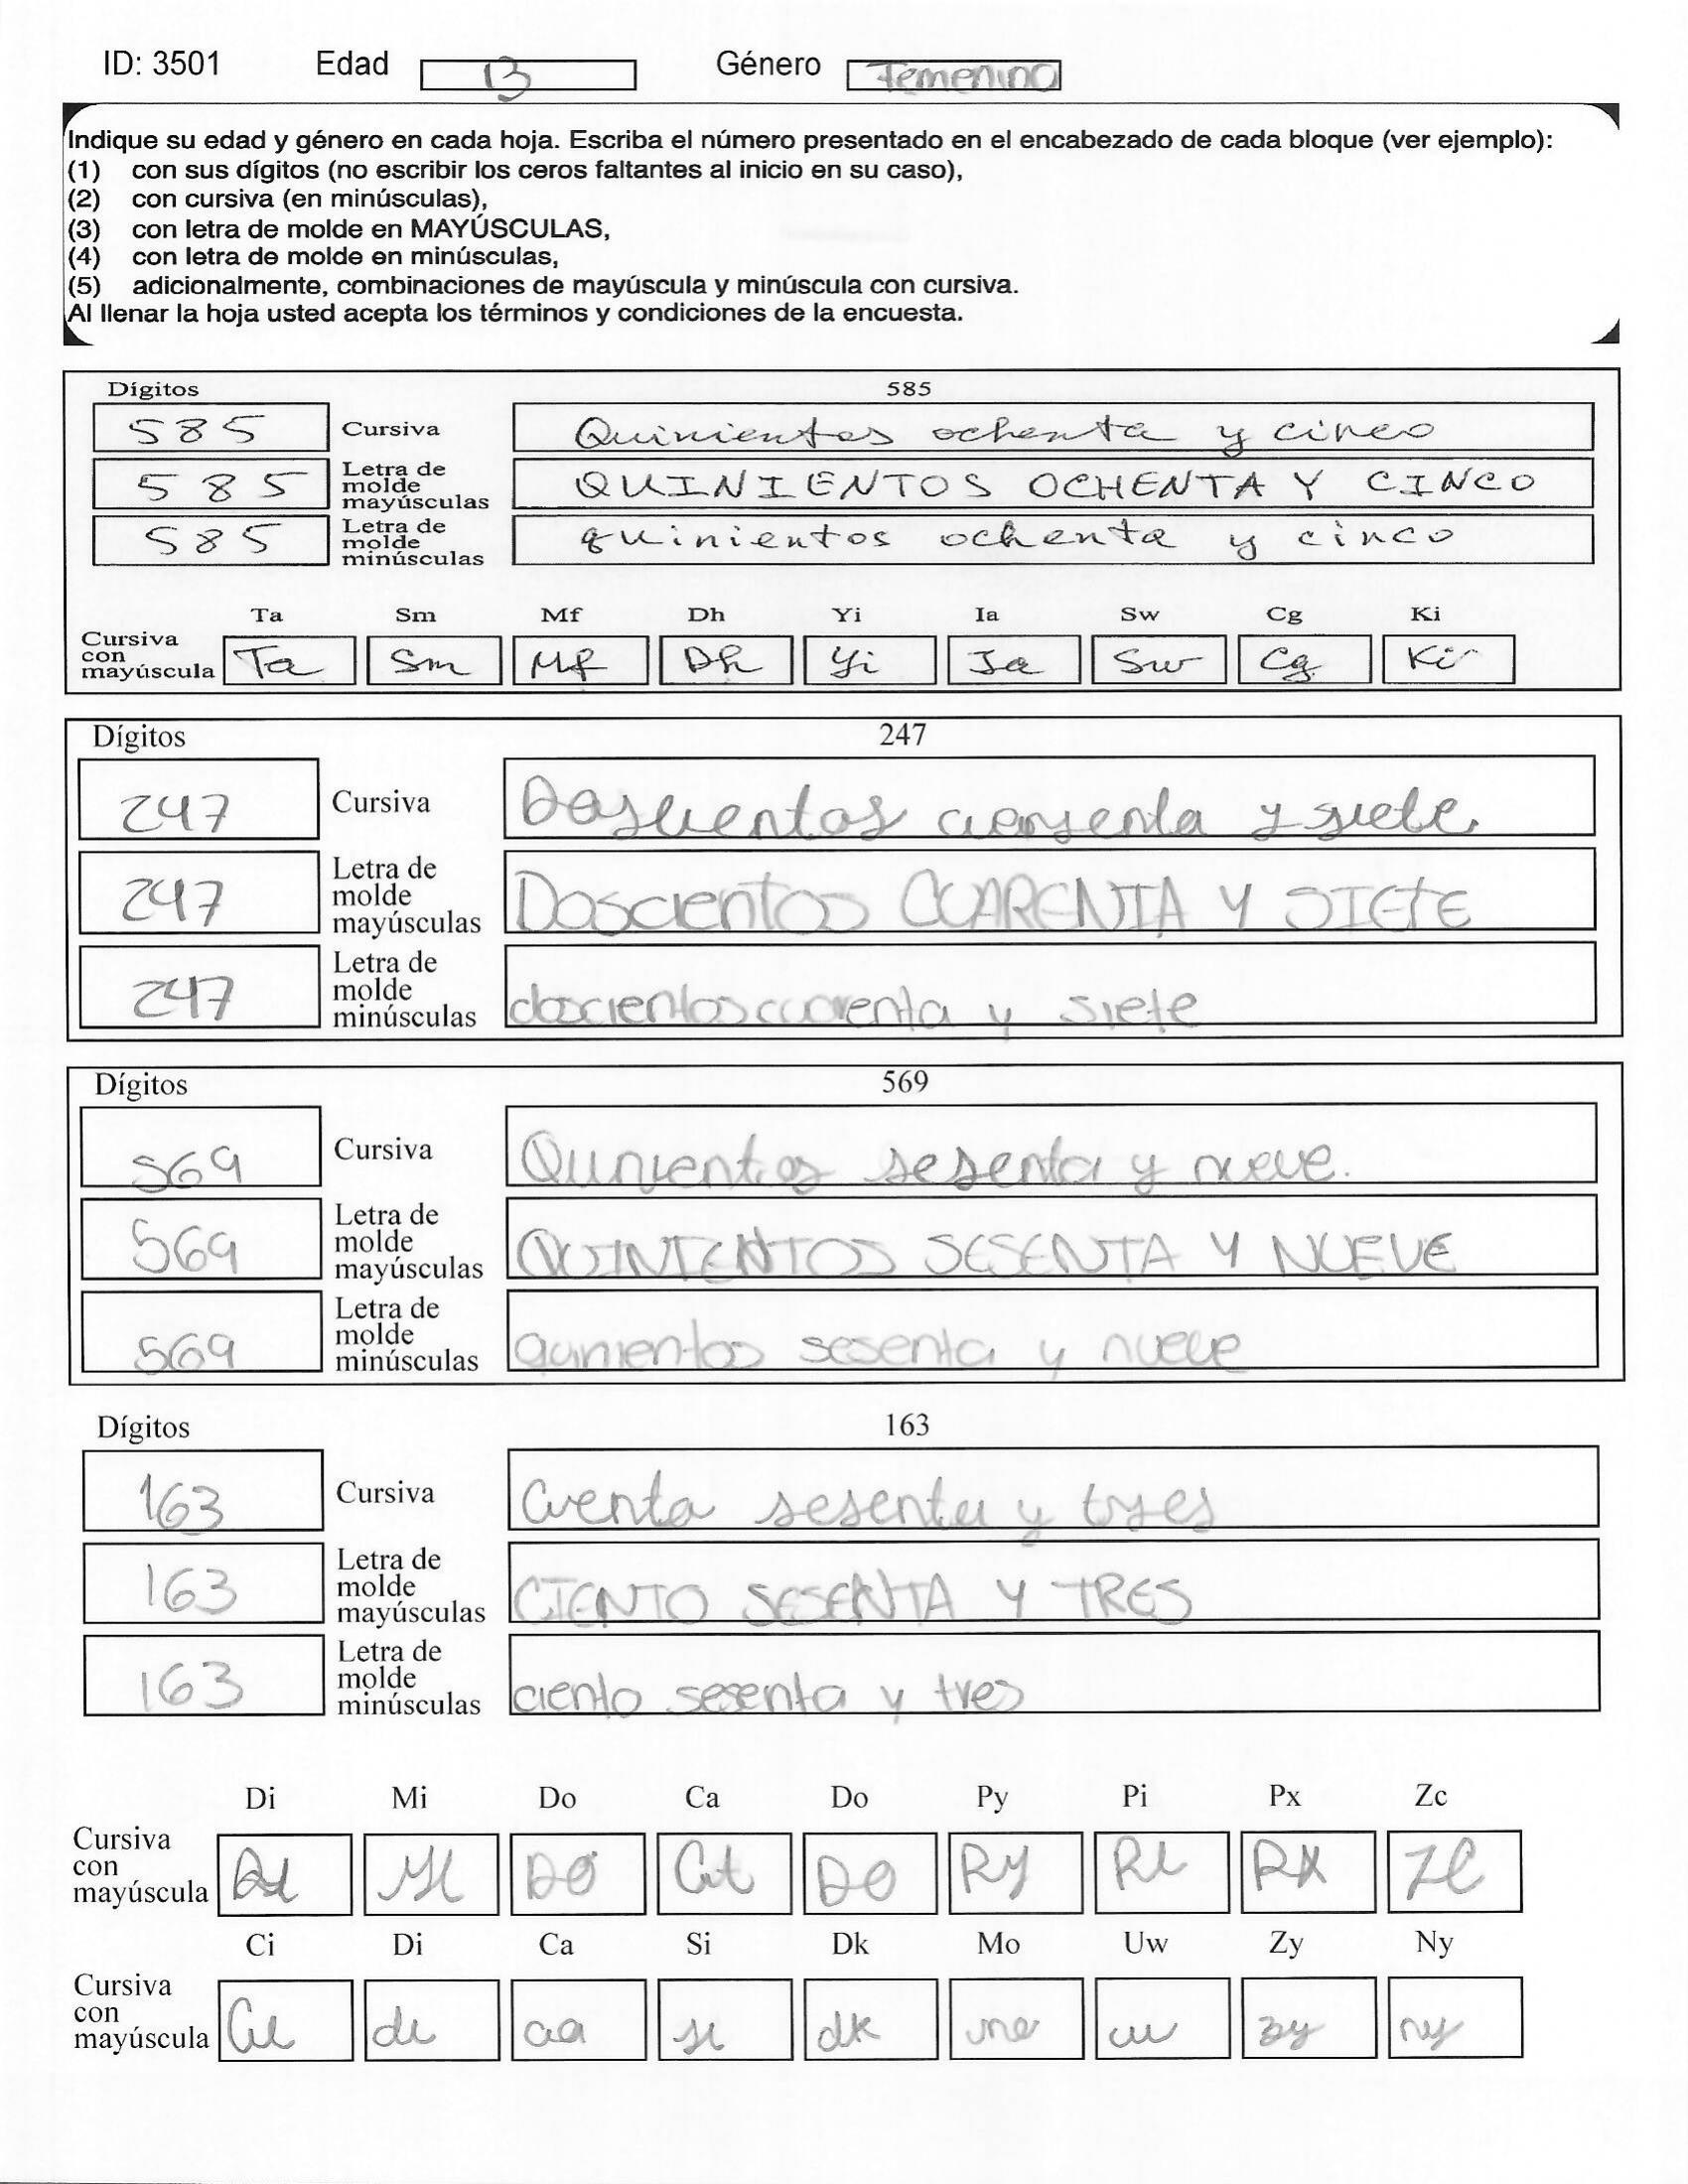 ID: 3501 Edad 13 Género Femenino
Indique su edad y género en cada hoja. Escriba el número presentado en el encabezado de cada bloque (ver ejemplo):
(1) con sus dígitos (no escribir los ceros faltantes al inicio en su caso),
(2) con cursiva (en minúsculas),
(3) con letra de molde en MAYÚSCULAS,
(4) con letra de molde en minúsculas,
(5) adicionalmente, combinaciones de mayúscula y minúscula con cursiva.
Al llenar la hoja usted acepta los términos y condiciones de la encuesta.
Dígitos 585
585 Cursiva Quinientos ochenta y cinco
585 Letra de molde mayúsculas QUINIENTOS OCHENTA Y CINCO
585 Letra de molde minúsculas quinientos ochenta y cinco
Ta Sm Mf Dh Yi Ia Sw Cg Ki
Cursiva con mayúscula Ta Sm Mf Dh Yi Ia Sw Cg Ki
Dígitos 247
247 Cursiva Doscientos cuarenta y siete
247 Letra de molde mayúsculas Doscientos CUARENTA Y SIETE
247 Letra de molde minúsculas doscientos cuarenta y siete
Dígitos 569
569 Cursiva Quinientos sesenta y nueve.
569 Letra de molde mayúsculas QUINIENTOS SESENTA Y NUEVE
569 Letra de molde minúsculas quinientos sesenta y nueve
Dígitos 163
163 Cursiva Ciento sesenta y tres
163 Letra de molde mayúsculas CIENTO SESENTA Y TRES
163 Letra de molde minúsculas ciento sesenta y tres
Di Mi Do Ca Do Py Pi Px Zc
Cursiva con mayúscula Di Mi Do Ca Do Py Pi Px Zc
Ci Di Ca Si Dk Mo Uw Zy Ny
Cursiva con mayúscula Ci di ca si dk mo uw zy ny